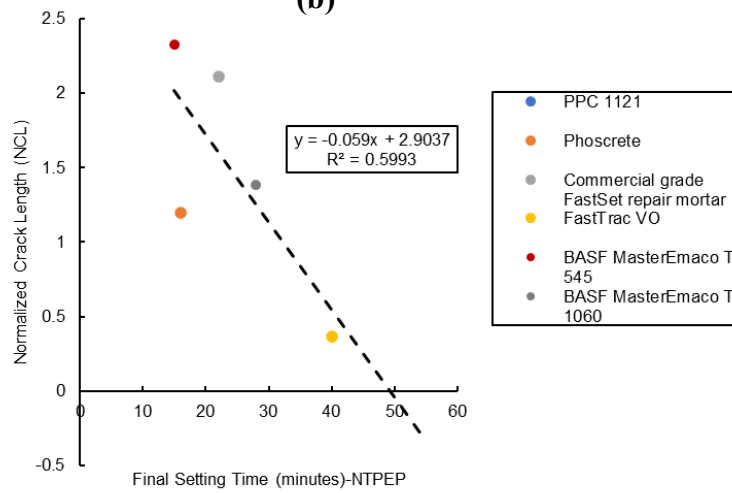 (b)
2.5
2
1.5
1
0.5
0
-0.5
0 10 20 30 40 50 60
Normalized Crack Length (NCL)
Final Setting Time (minutes)-NTPEP
y = -0.059x + 2.9037
R² = 0.5993
PPC 1121
Phoscrete
Commercial grade
FastSet repair mortar
FastTrac VO
BASF MasterEmaco T
545
BASF MasterEmaco T
1060